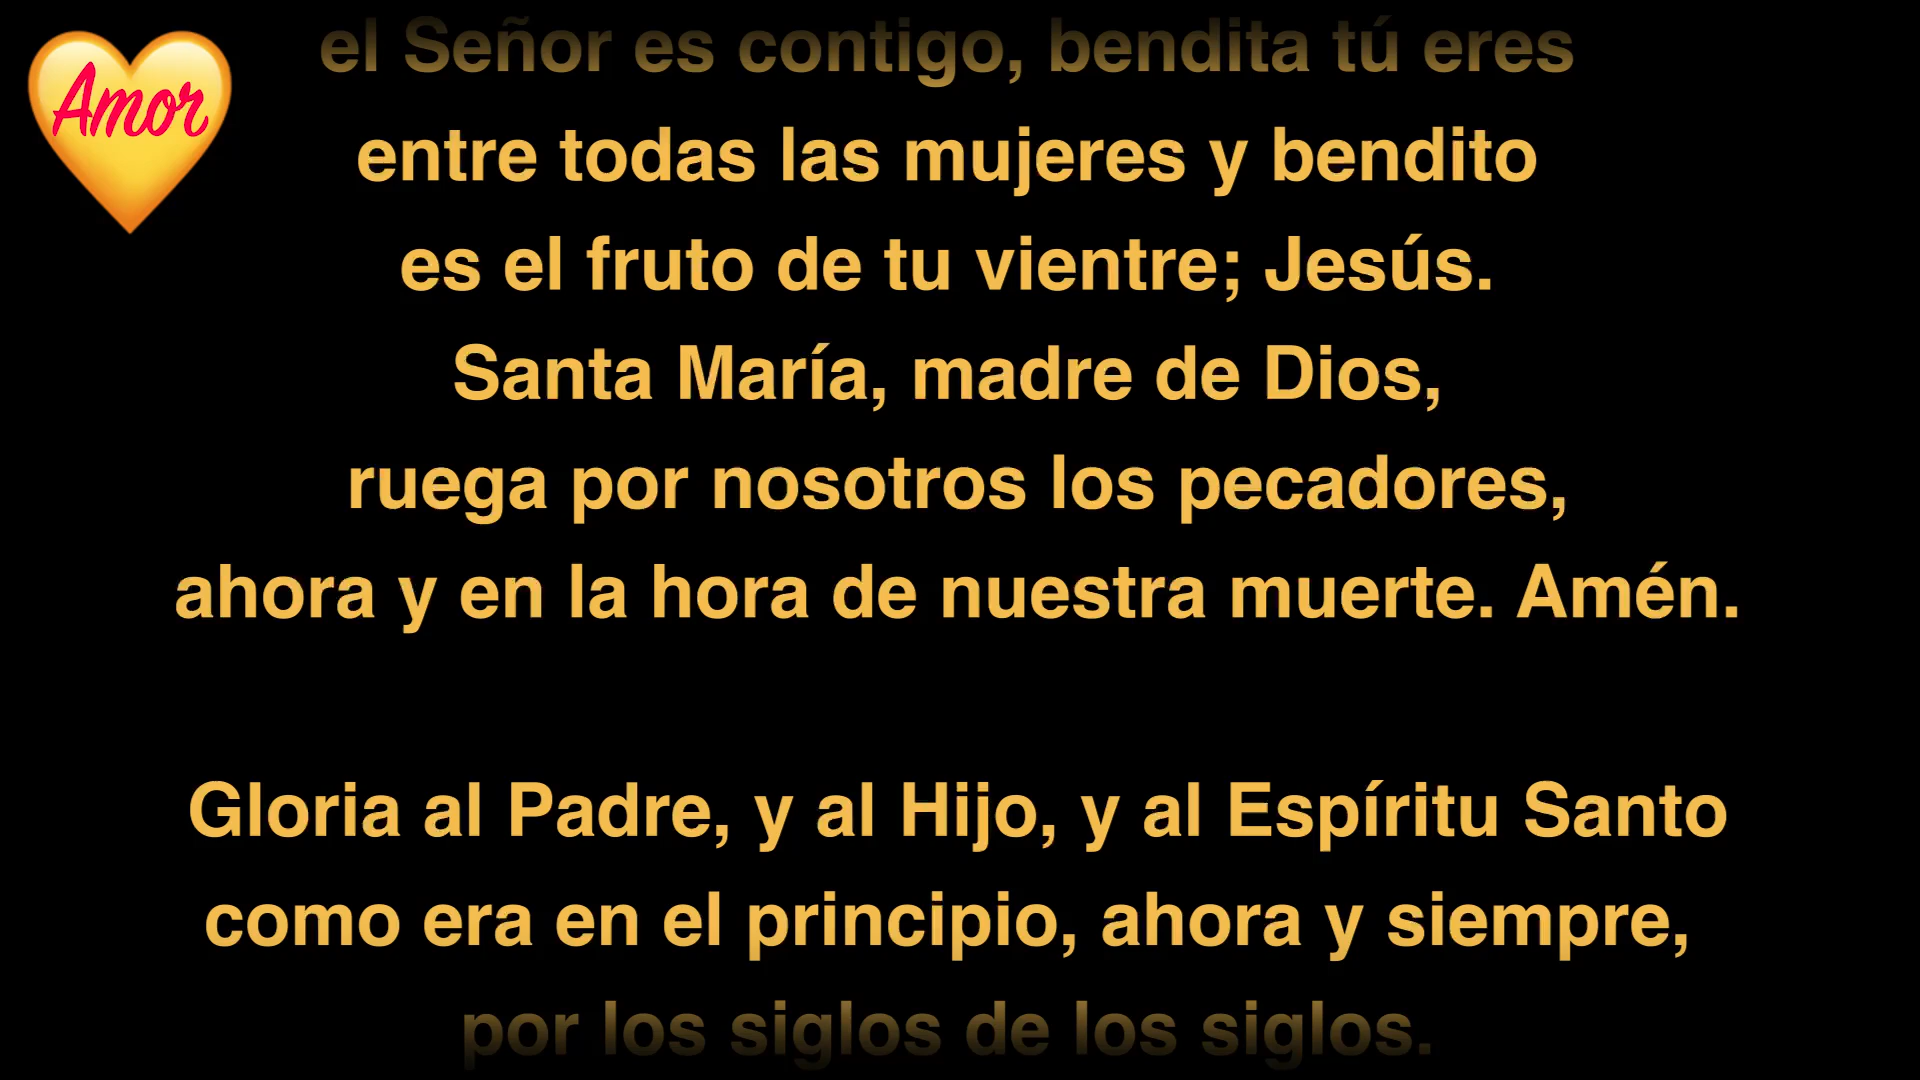 Amor
el Señor es contigo, bendita tú eres
entre todas las mujeres y bendito
es el fruto de tu vientre; Jesús.
Santa María, madre de Dios,
ruega por nosotros los pecadores,
ahora y en la hora de nuestra muerte. Amén.
Gloria al Padre, y al Hijo, y al Espíritu Santo
como era en el principio, ahora y siempre,
por los siglos de los siglos.